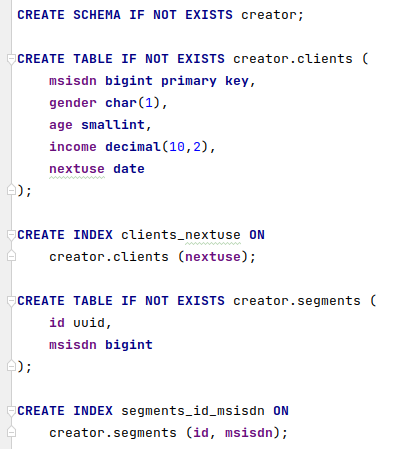 CREATE SCHEMA IF NOT EXISTS creator;
CREATE TABLE IF NOT EXISTS creator.clients (
msisdn bigint primary key,
gender char(1),
age smallint,
income decimal(10,2),
nextuse date
);
CREATE INDEX clients_nextuse ON
creator.clients (nextuse);
CREATE TABLE IF NOT EXISTS creator.segments (
id uuid,
msisdn bigint
);
CREATE INDEX segments_id_msisdn ON
creator.segments (id, msisdn);